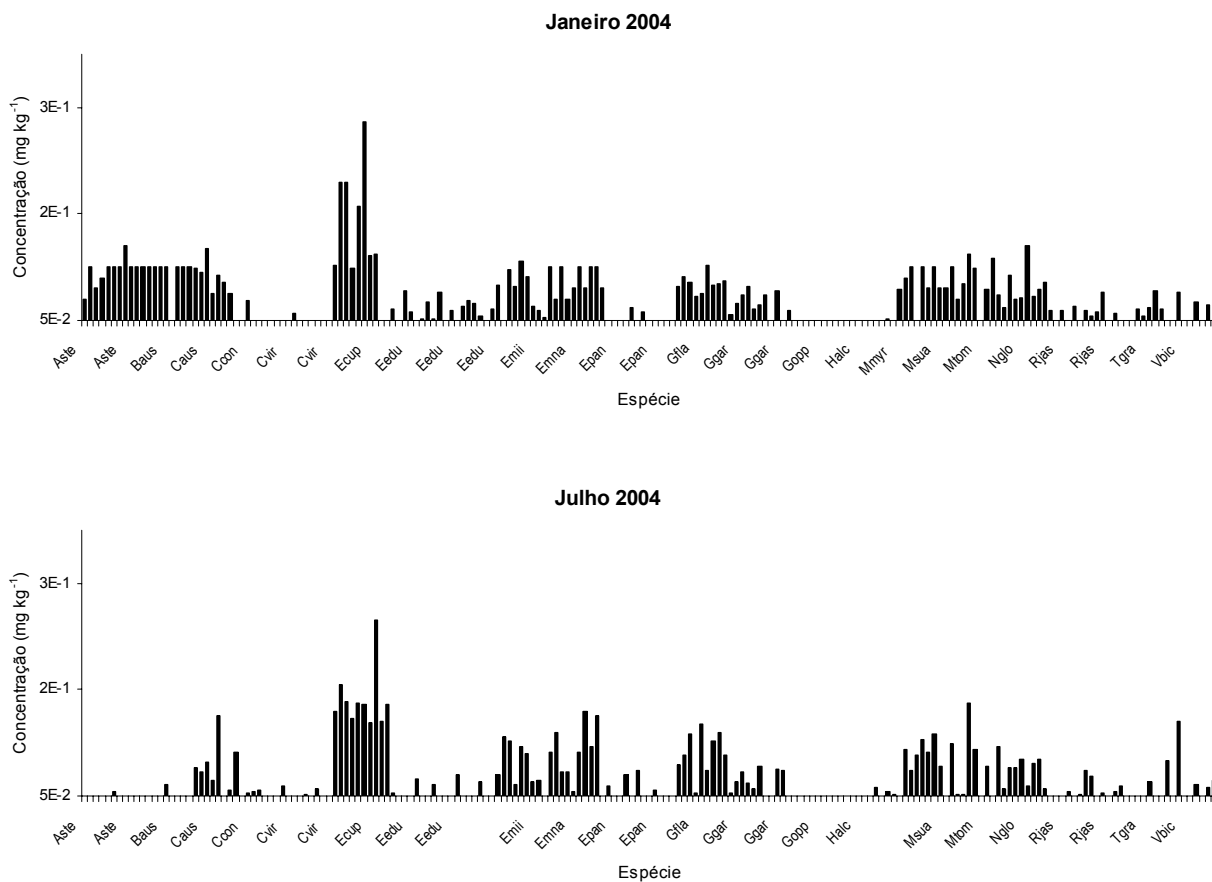 Janeiro 2004
Concentração (mg kg-1)
3E-1
2E-1
5E-2
Aste Aste Baus Caus Coon Cvir Cvir Ecup Eedu Eedu Eedu Emii Emna Epan Epan Gfla Ggar Ggar Gopp Halc Mmyr Msua Mtom Nglo Rjas Rjas Tgra Vbic
Espécie
Julho 2004
Concentração (mg kg-1)
3E-1
2E-1
5E-2
Aste Aste Baus Caus Coon Cvir Cvir Ecup Eedu Eedu Emii Emna Epan Epan Gfla Ggar Ggar Gopp Halc Msua Mtom Nglo Rjas Rjas Tgra Vbic
Espécie